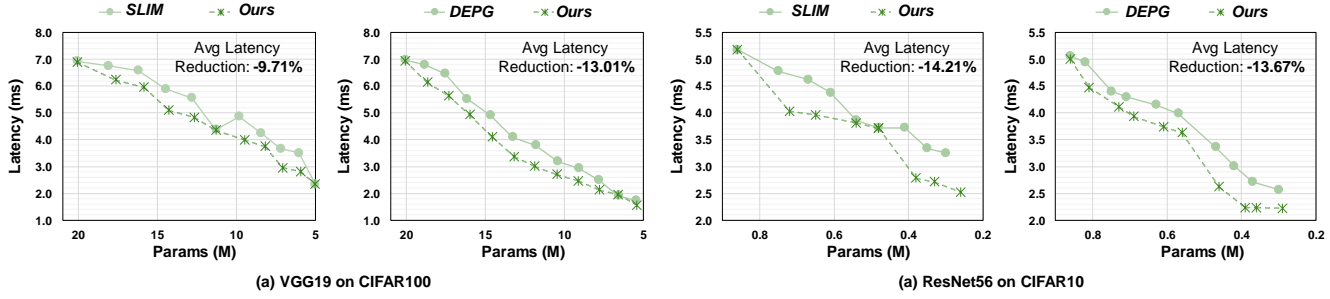 SLIM Ours
Latency (ms)
8.0
7.0
6.0
5.0
4.0
3.0
2.0
1.0
Avg Latency
Reduction: -9.71%
20 15 10 5
Params (M)
DEPG Ours
Latency (ms)
8.0
7.0
6.0
5.0
4.0
3.0
2.0
1.0
Avg Latency
Reduction: -13.01%
20 15 10 5
Params (M)
(a) VGG19 on CIFAR100
SLIM Ours
Latency (ms)
5.5
5.0
4.5
4.0
3.5
3.0
2.5
2.0
Avg Latency
Reduction: -14.21%
0.8 0.6 0.4 0.2
Params (M)
DEPG Ours
Latency (ms)
5.5
5.0
4.5
4.0
3.5
3.0
2.5
2.0
Avg Latency
Reduction: -13.67%
0.8 0.6 0.4 0.2
Params (M)
(a) ResNet56 on CIFAR10